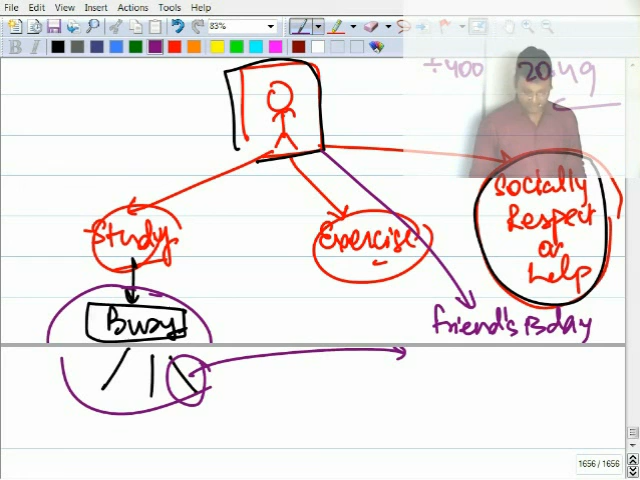 File Edit View Insert Actions Tools Help
83%
B I
÷400 20.49
Study
Exercise
Socially
Respect
or
help
Busy
friend's Bday
1656 / 1656